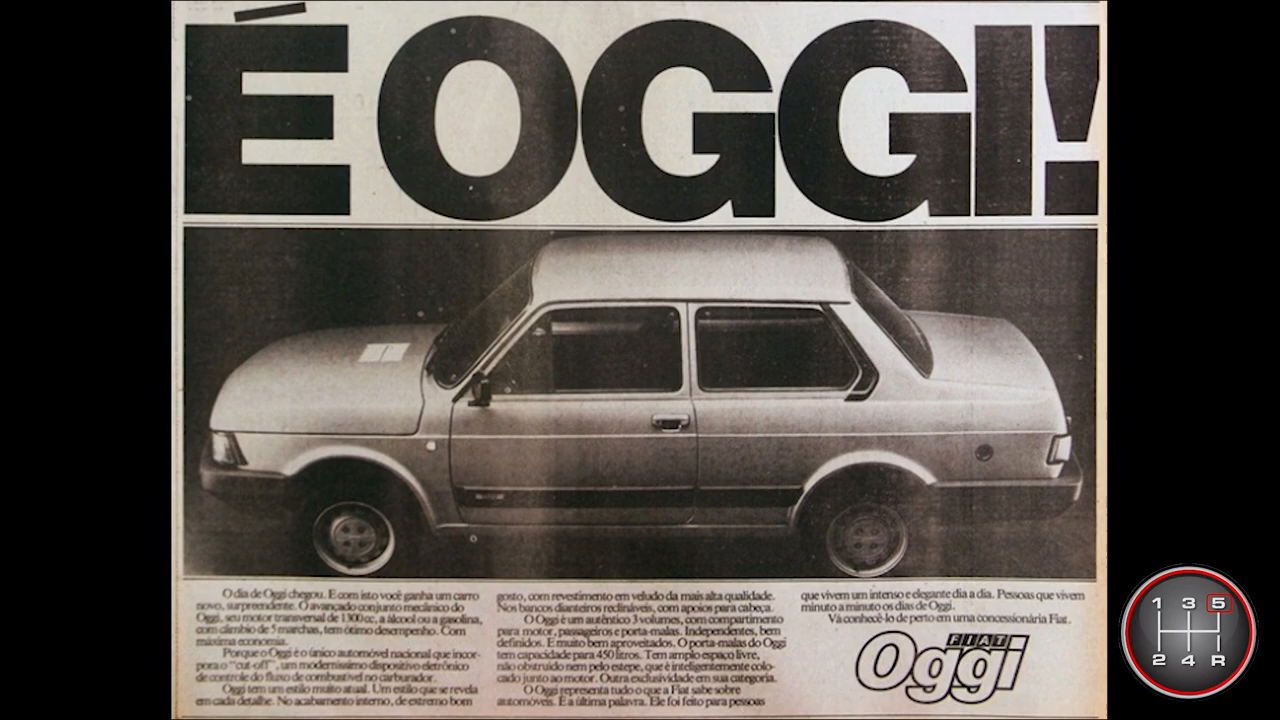 É OGGI!
O dia de Oggi chegou. E com isto você ganha um carro
novo, surpreendente. O avançado conjunto mecânico do
Oggi, seu motor transversal de 1300 cc, a álcool ou a gasolina,
com câmbio de 5 marchas, tem ótimo desempenho. Com
máxima economia.
Porque o Oggi é o único automóvel nacional que incor-
pora o "cut-off", um moderníssimo dispositivo eletrônico
de controle do fluxo de combustível no carburador.
Oggi tem um estilo muito atual. Um estilo que se revela
em cada detalhe. No acabamento interno, de extremo bom
gosto, com revestimento em veludo da mais alta qualidade.
Nos bancos dianteiros reclináveis, com apoios para cabeça.
O Oggi é um autêntico 3 volumes, com compartimento
para motor, passageiros e porta-malas. Independentes, bem
definidos. E muito bem aproveitados. O porta-malas do Oggi
tem capacidade para 450 litros. Tem amplo espaço livre,
não obstruído nem pelo estepe, que é inteligentemente colo-
cado junto ao motor. Outra exclusividade em sua categoria.
O Oggi representa tudo o que a Fiat sabe sobre
automóveis. É a última palavra. Ele foi feito para pessoas
que vivem um intenso e elegante dia a dia. Pessoas que vivem
minuto a minuto os dias de Oggi.
Vá conhecê-lo de perto em uma concessionária Fiat.
FIAT
Oggi
1 3 5
2 4 R